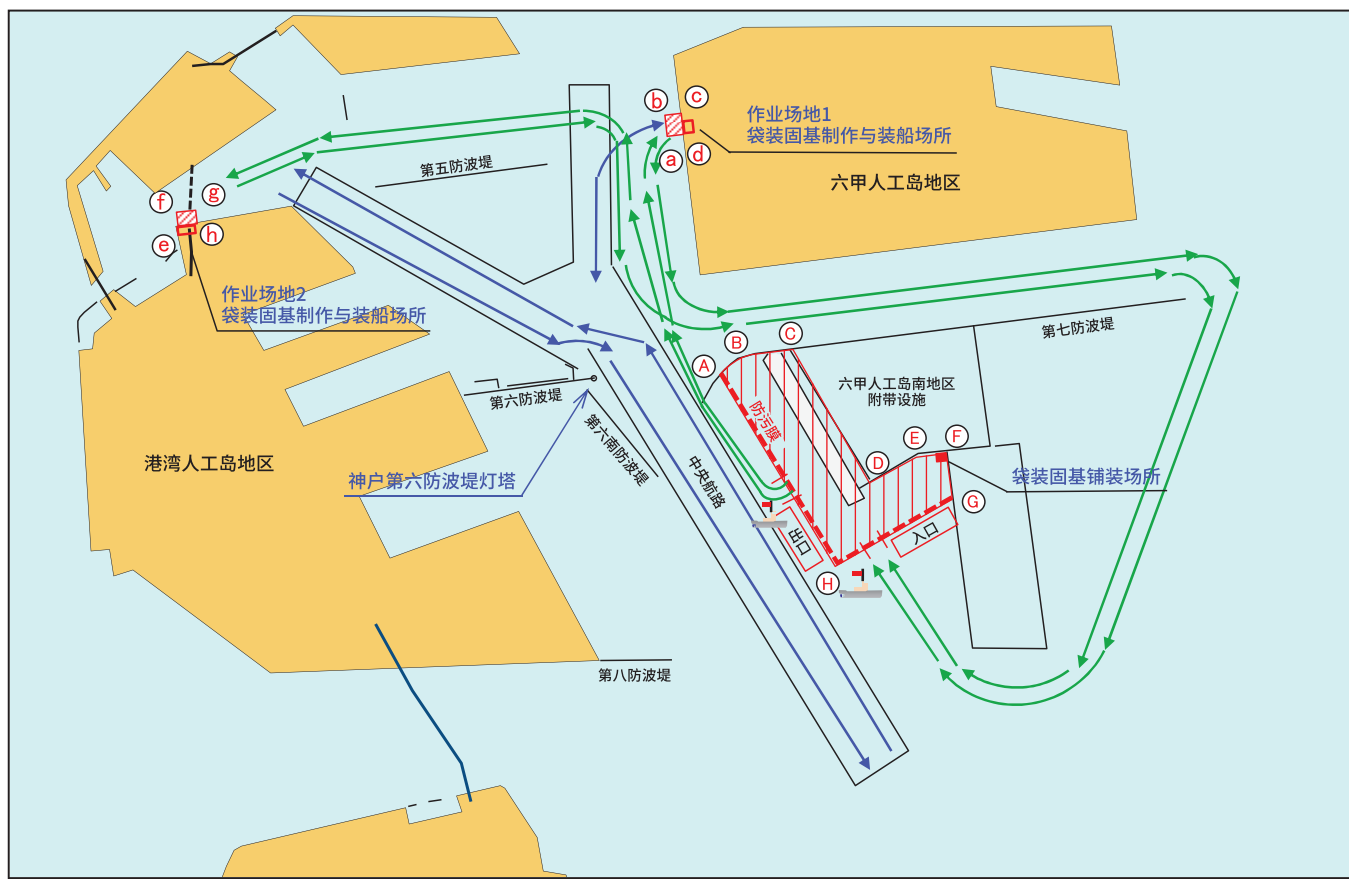 b
c
作业场地1
袋装固基制作与装船场所
a
d
第五防波堤
六甲人工岛地区
f
g
e
h
作业场地2
袋装固基制作与装船场所
第七防波堤
A
B
C
六甲人工岛南地区
附带设施
第六防波堤
防污膜
第六南防波堤
E
F
D
港湾人工岛地区
神户第六防波堤灯塔
中央航路
袋装固基铺装场所
G
出口
入口
H
第八防波堤